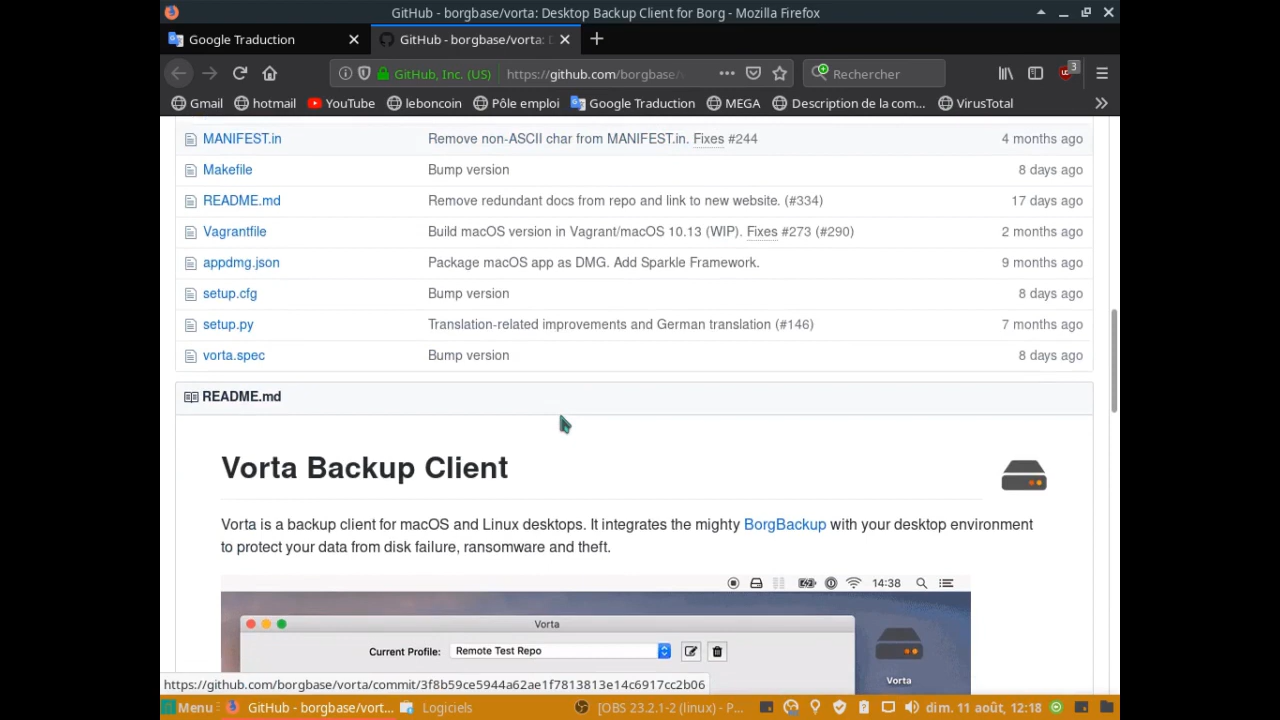 GitHub - borgbase/vorta: Desktop Backup Client for Borg - Mozilla Firefox
Google Traduction
GitHub - borgbase/vorta: D
GitHub, Inc. (US)
https://github.com/borgbase/
Rechercher
3
Gmail
hotmail
YouTube
leboncoin
Pôle emploi
Google Traduction
MEGA
Description de la com...
VirusTotal
MANIFEST.in Remove non-ASCII char from MANIFEST.in. Fixes #244 4 months ago
Makefile Bump version 8 days ago
README.md Remove redundant docs from repo and link to new website. (#334) 17 days ago
Vagrantfile Build macOS version in Vagrant/macOS 10.13 (WIP). Fixes #273 (#290) 2 months ago
appdmg.json Package macOS app as DMG. Add Sparkle Framework. 9 months ago
setup.cfg Bump version 8 days ago
setup.py Translation-related improvements and German translation (#146) 7 months ago
vorta.spec Bump version 8 days ago
README.md
Vorta Backup Client
Vorta is a backup client for macOS and Linux desktops. It integrates the mighty BorgBackup with your desktop environment
to protect your data from disk failure, ransomware and theft.
14:38
Vorta
Current Profile: Remote Test Repo
Vorta
https://github.com/borgbase/vorta/commit/3f8b59ce5944a62ae1f7813813e14c6917cc2b06
Menu
GitHub - borgbase/vort...
Logiciels
[OBS 23.2.1-2 (linux) - P...
dim. 11 août, 12:18